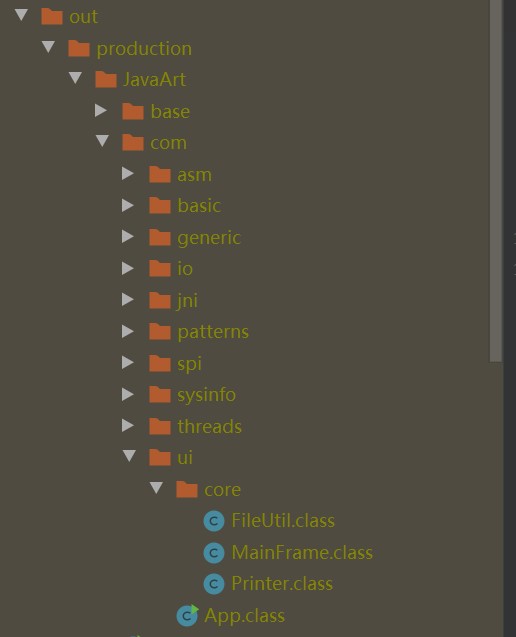 out
production
JavaArt
base
com
asm
basic
generic
io
jni
patterns
spi
sysinfo
threads
ui
core
C FileUtil.class
C MainFrame.class
C Printer.class
C App.class